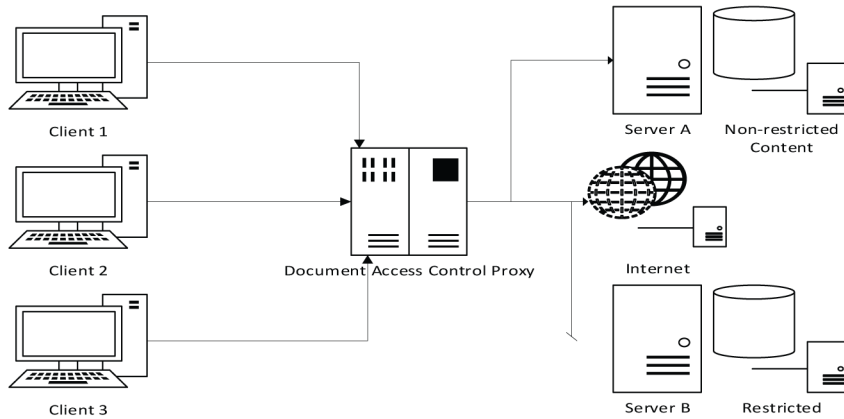 Client 1
Server A
Non-restricted
Content
Client 2
Document Access Control Proxy
Internet
Client 3
Server B
Restricted